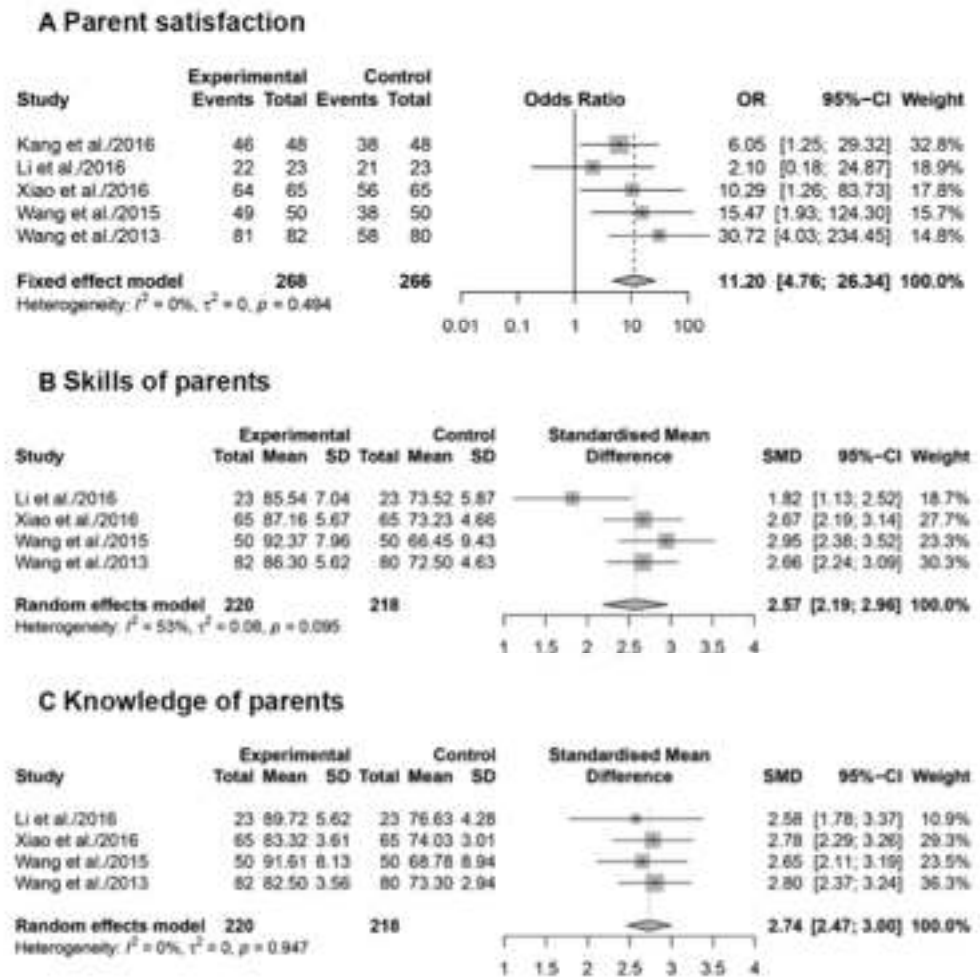 A Parent satisfaction
Experimental Control
Study Events Total Events Total Odds Ratio OR 95%-CI Weight
Kang et al./2016 46 48 38 48 6.05 [1.25; 29.32] 32.8%
Li et al./2016 22 23 21 23 2.10 [0.18; 24.87] 18.9%
Xiao et al./2016 64 65 56 65 10.29 [1.26; 83.73] 17.8%
Wang et al./2015 49 50 38 50 15.47 [1.93; 124.30] 15.7%
Wang et al./2013 81 82 58 80 30.72 [4.03; 234.45] 14.8%
Fixed effect model 268 266 11.20 [4.76; 26.34] 100.0%
Heterogeneity: I² = 0%, τ² = 0, p = 0.494
0.01 0.1 1 10 100
B Skills of parents
Experimental Control Standardised Mean
Study Total Mean SD Total Mean SD Difference SMD 95%-CI Weight
Li et al./2016 23 85.54 7.04 23 73.52 5.87 1.82 [1.13; 2.52] 18.7%
Xiao et al./2016 65 87.16 5.67 65 73.23 4.66 2.67 [2.19; 3.14] 27.7%
Wang et al./2015 50 92.37 7.96 50 66.45 9.43 2.95 [2.38; 3.52] 23.3%
Wang et al./2013 82 86.30 5.62 80 72.50 4.63 2.66 [2.24; 3.09] 30.3%
Random effects model 220 218 2.57 [2.19; 2.96] 100.0%
Heterogeneity: I² = 53%, τ² = 0.08, p = 0.095
1 1.5 2 2.5 3 3.5 4
C Knowledge of parents
Experimental Control Standardised Mean
Study Total Mean SD Total Mean SD Difference SMD 95%-CI Weight
Li et al./2016 23 89.72 5.62 23 76.63 4.28 2.58 [1.78; 3.37] 10.9%
Xiao et al./2016 65 83.32 3.61 65 74.03 3.01 2.78 [2.29; 3.26] 29.3%
Wang et al./2015 50 91.61 8.13 50 68.78 8.94 2.65 [2.11; 3.19] 23.5%
Wang et al./2013 82 82.50 3.56 80 73.30 2.94 2.80 [2.37; 3.24] 36.3%
Random effects model 220 218 2.74 [2.47; 3.00] 100.0%
Heterogeneity: I² = 0%, τ² = 0, p = 0.947
1 1.5 2 2.5 3 3.5 4